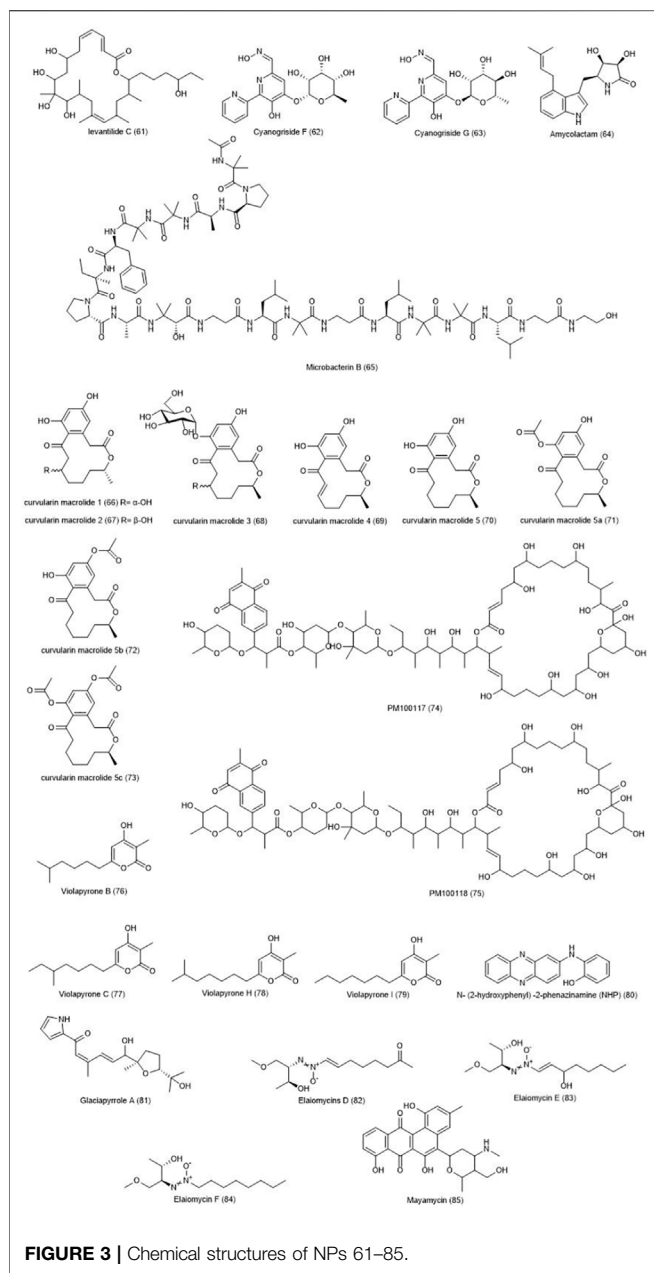 levantilide C (61)
Cyanogriside F (62)
Cyanogriside G (63)
Amycolactam (64)
Microbacterin B (65)
curvularin macrolide 1 (66) R= α-OH
curvularin macrolide 2 (67) R= β-OH
curvularin macrolide 3 (68)
curvularin macrolide 4 (69)
curvularin macrolide 5 (70)
curvularin macrolide 5a (71)
curvularin macrolide 5b (72)
PM100117 (74)
curvularin macrolide 5c (73)
PM100118 (75)
Violapyrone B (76)
Violapyrone C (77)
Violapyrone H (78)
Violapyrone I (79)
N- (2-hydroxyphenyl) -2-phenazinamine (NHP) (80)
Glaciapyrrole A (81)
Elaiomycins D (82)
Elaiomycin E (83)
Elaiomycin F (84)
Mayamycin (85)
FIGURE 3 | Chemical structures of NPs 61–85.